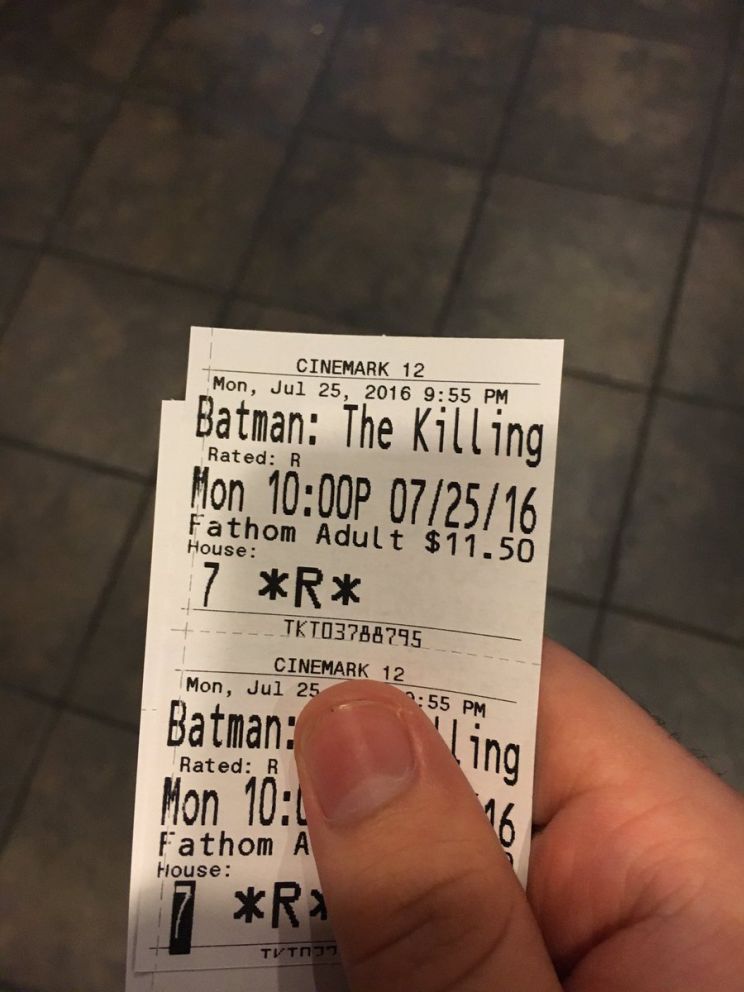 CINEMARK 12
Mon, Jul 25, 2016 9:55 PM
Batman: The Killing
Rated: R
Mon 10:00P 07/25/16
Fathom Adult $11.50
House:
7 *R*
TKT03788795
CINEMARK 12
Mon, Jul 25 :55 PM
Batman: lling
Rated: R
Mon 10: 16
Fathom A
House:
7 *R*